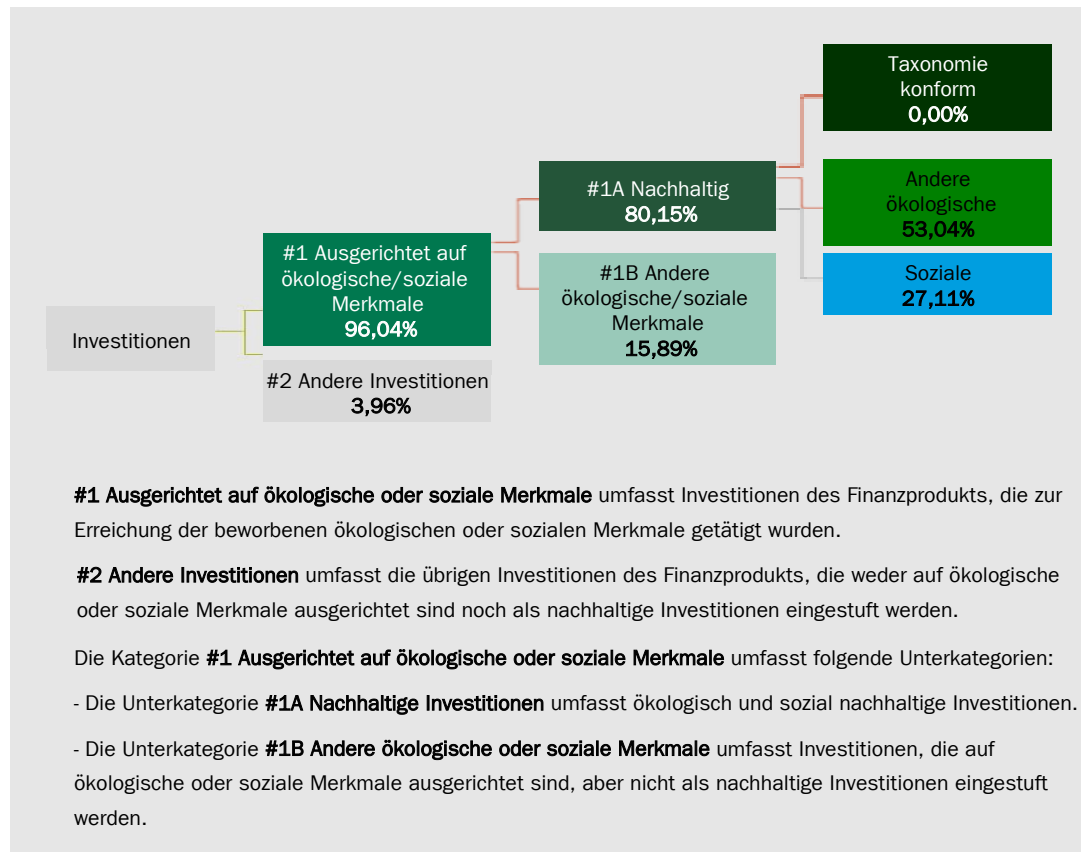 Taxonomie
konform
0,00%
#1A Nachhaltig
80,15%
Andere
ökologische
53,04%
#1 Ausgerichtet auf
ökologische/soziale
Merkmale
96,04%
#1B Andere
ökologische/soziale
Merkmale
15,89%
Soziale
27,11%
Investitionen
#2 Andere Investitionen
3,96%
#1 Ausgerichtet auf ökologische oder soziale Merkmale umfasst Investitionen des Finanzprodukts, die zur
Erreichung der beworbenen ökologischen oder sozialen Merkmale getätigt wurden.
#2 Andere Investitionen umfasst die übrigen Investitionen des Finanzprodukts, die weder auf ökologische
oder soziale Merkmale ausgerichtet sind noch als nachhaltige Investitionen eingestuft werden.
Die Kategorie #1 Ausgerichtet auf ökologische oder soziale Merkmale umfasst folgende Unterkategorien:
- Die Unterkategorie #1A Nachhaltige Investitionen umfasst ökologisch und sozial nachhaltige Investitionen.
- Die Unterkategorie #1B Andere ökologische oder soziale Merkmale umfasst Investitionen, die auf
ökologische oder soziale Merkmale ausgerichtet sind, aber nicht als nachhaltige Investitionen eingestuft
werden.